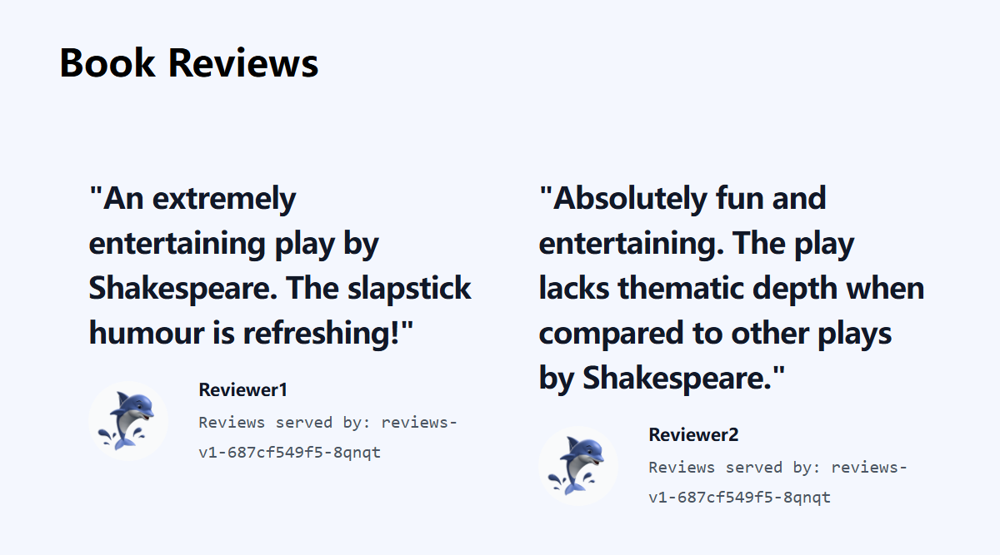 Book Reviews
"An extremely
entertaining play by
Shakespeare. The slapstick
humour is refreshing!"
Reviewer1
Reviews served by: reviews-
v1-687cf549f5-8qnqt
"Absolutely fun and
entertaining. The play
lacks thematic depth when
compared to other plays
by Shakespeare."
Reviewer2
Reviews served by: reviews-
v1-687cf549f5-8qnqt